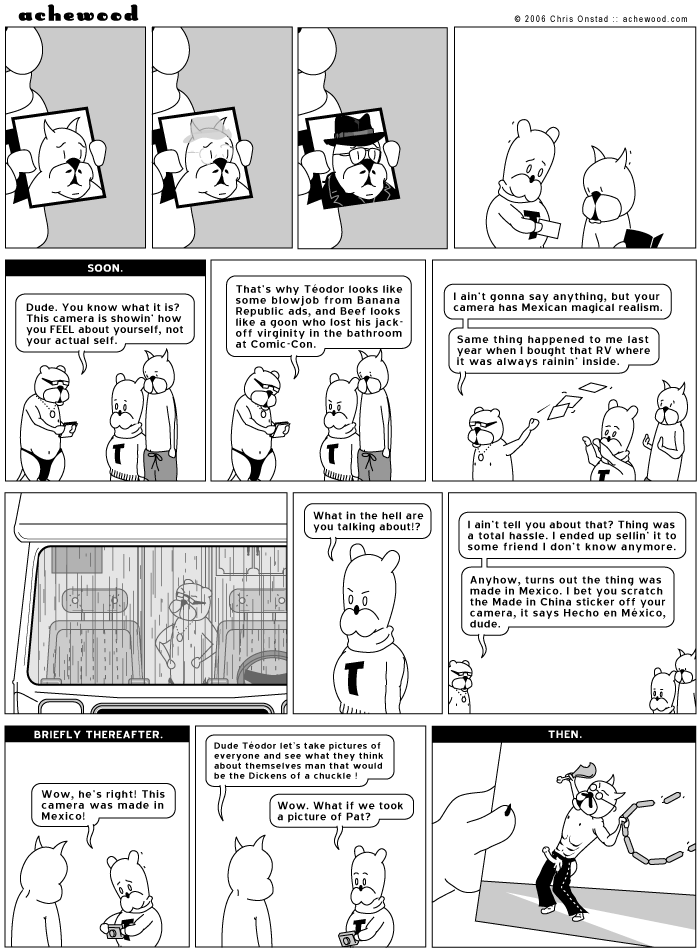 achewood
© 2006 Chris Onstad :: achewood.com
SOON.
Dude. You know what it is?
This camera is showin' how
you FEEL about yourself, not
your actual self.
That's why Téodor looks like
some blowjob from Banana
Republic ads, and Beef looks
like a goon who lost his jack-
off virginity in the bathroom
at Comic-Con.
I ain't gonna say anything, but your
camera has Mexican magical realism.
Same thing happened to me last
year when I bought that RV where
it was always rainin' inside.
T
T
T
What in the hell are
you talking about!?
T
I ain't tell you about that? Thing was
a total hassle. I ended up sellin' it to
some friend I don't know anymore.
Anyhow, turns out the thing was
made in Mexico. I bet you scratch
the Made in China sticker off your
camera, it says Hecho en México,
dude.
BRIEFLY THEREAFTER.
Wow, he's right! This
camera was made in
Mexico!
Dude Téodor let's take pictures of
everyone and see what they think
about themselves man that would
be the Dickens of a chuckle !
Wow. What if we took
a picture of Pat?
THEN.